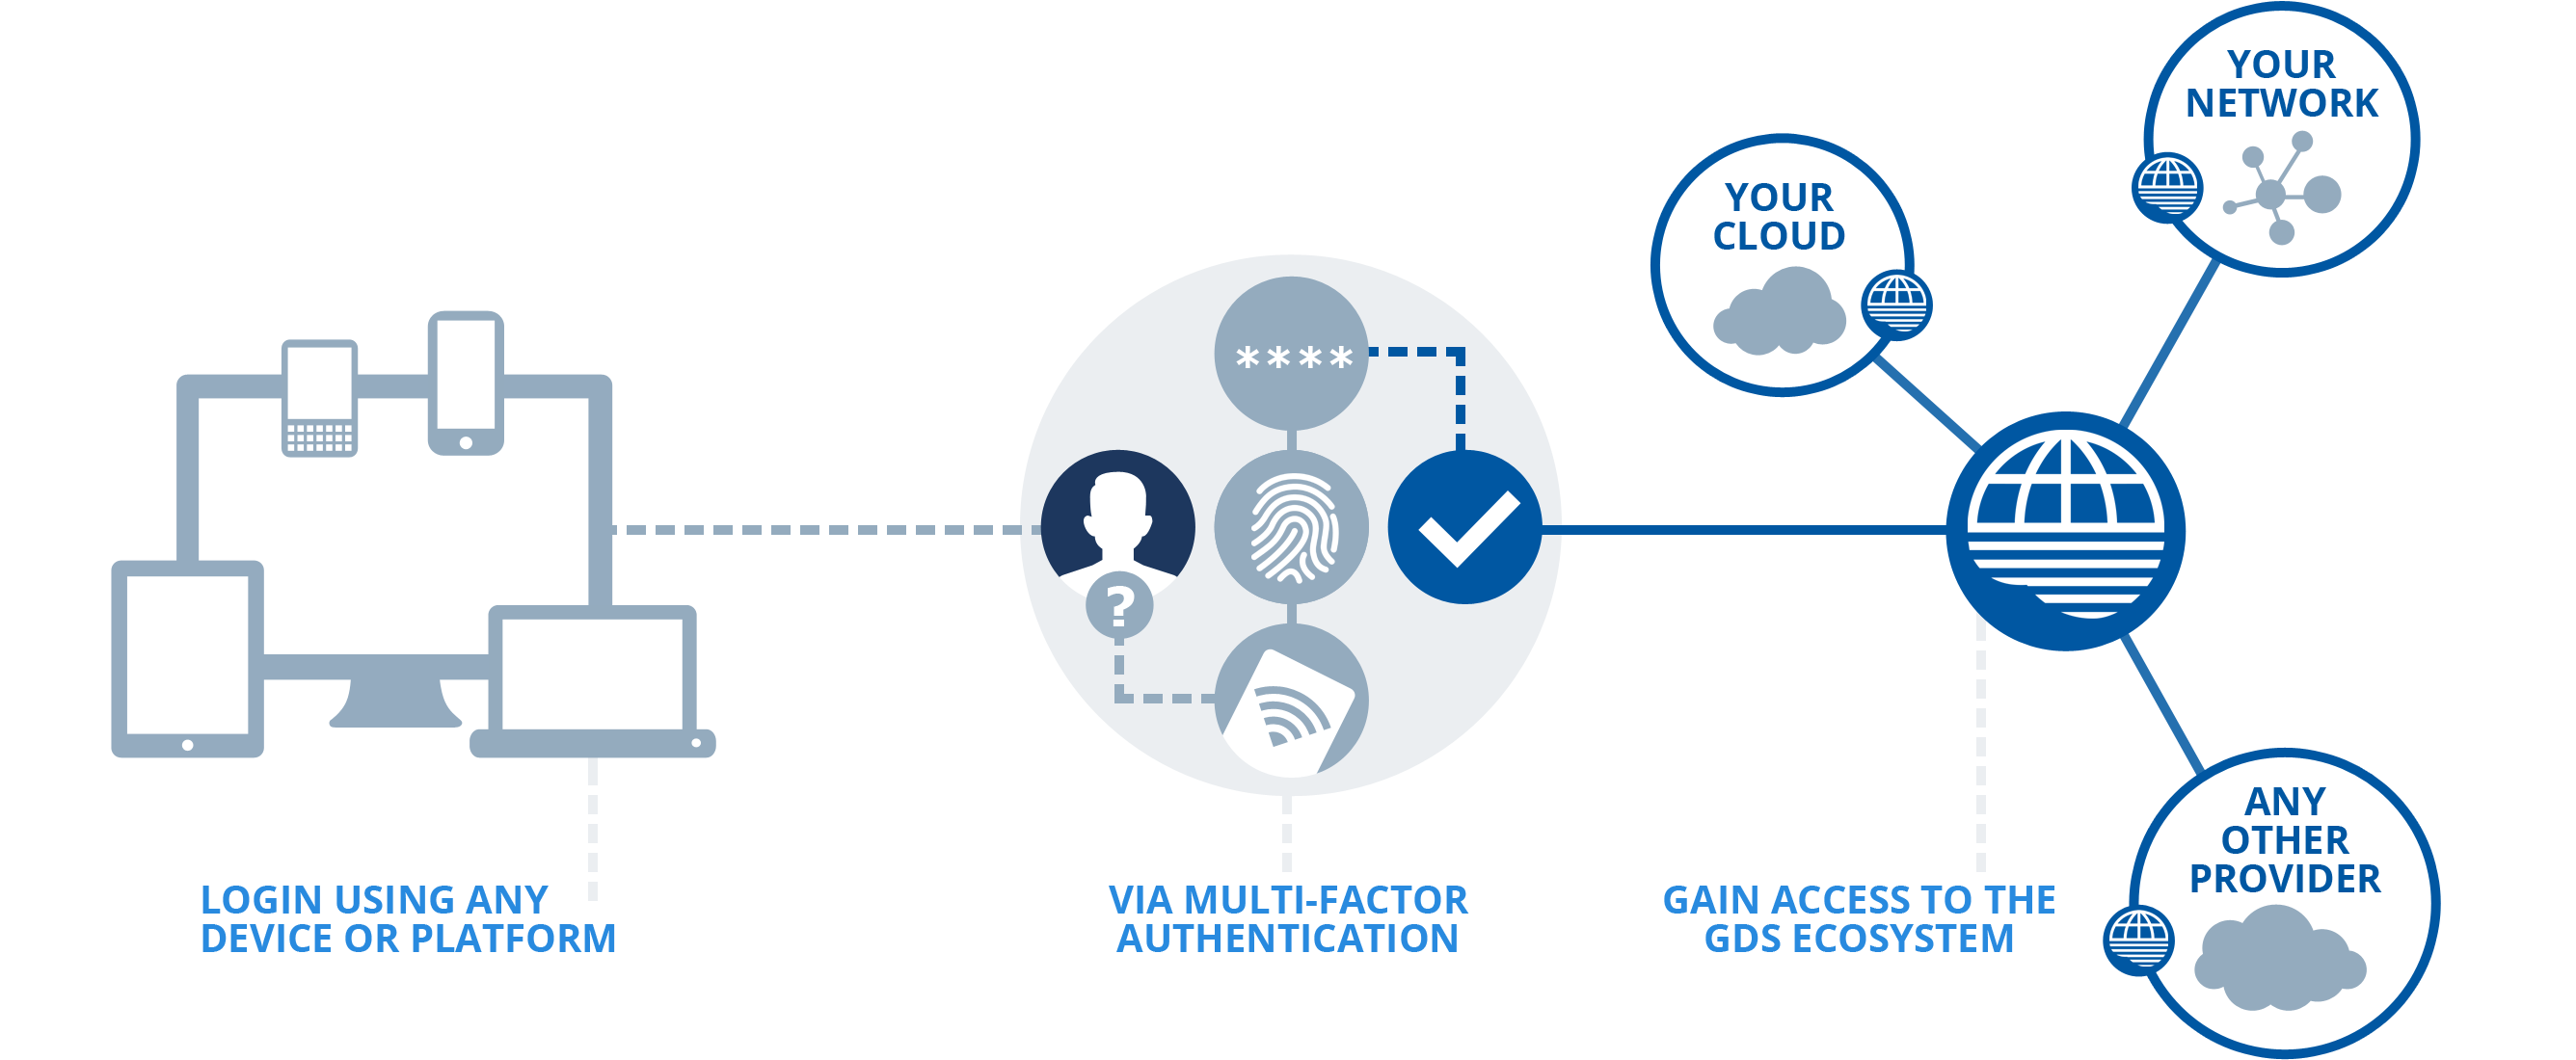 YOUR
NETWORK
YOUR
CLOUD
****
?
ANY
OTHER
PROVIDER
LOGIN USING ANY
DEVICE OR PLATFORM
VIA MULTI-FACTOR
AUTHENTICATION
GAIN ACCESS TO THE
GDS ECOSYSTEM